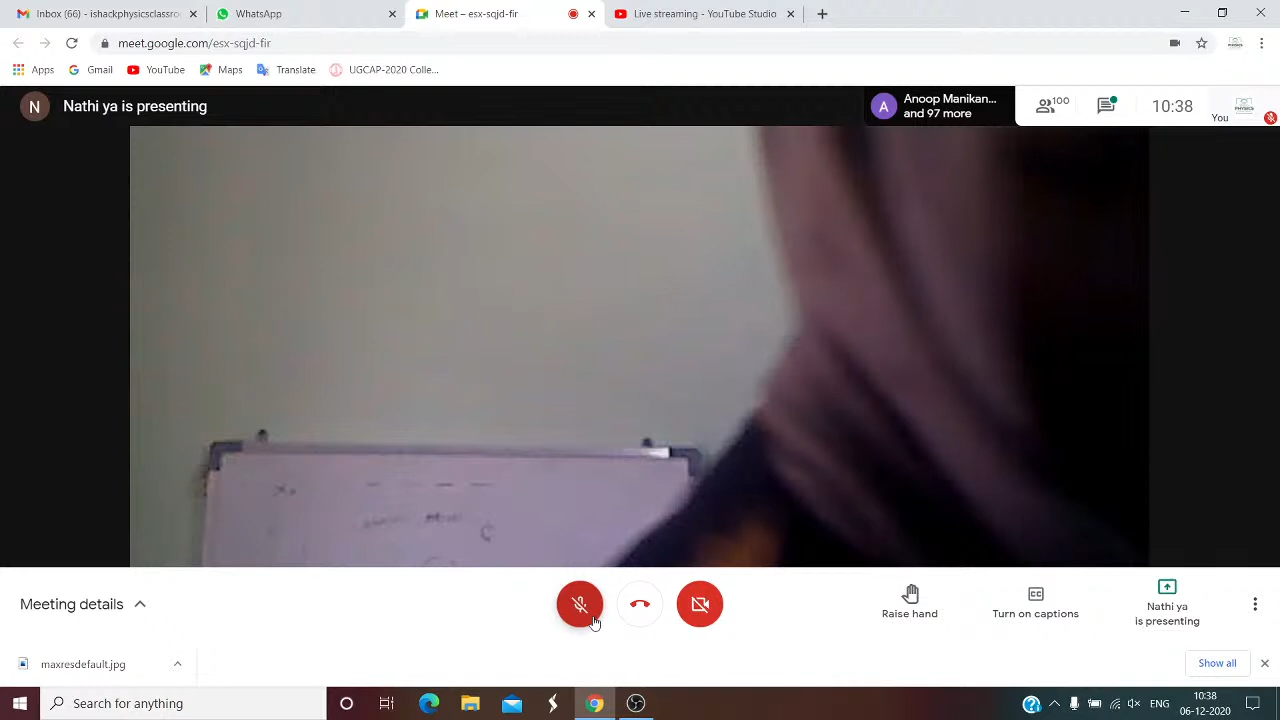 Inbox (66) - ishackphysicsclassro
WhatsApp
Meet – esx-sqjd-fir
Live streaming - YouTube Studio
meet.google.com/esx-sqjd-fir
Apps
Gmail
YouTube
Maps
Translate
UGCAP-2020 Colle...
N
Nathi ya is presenting
A
Anoop Manikan...
and 97 more
100
10:38
You
PHYSICS
Meeting details
Raise hand
Turn on captions
Nathi ya
is presenting
maxresdefault.jpg
Show all
Search for anything
ENG
10:38
06-12-2020